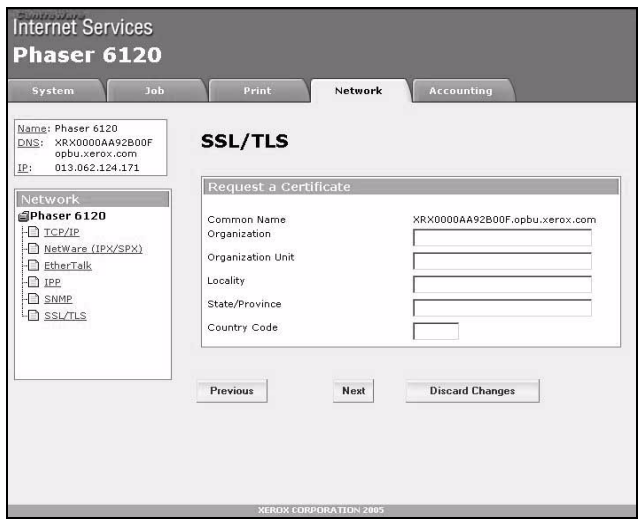 CentreWare
Internet Services
Phaser 6120
System
Job
Print
Network
Accounting
Name: Phaser 6120
DNS: XRX0000AA92B00F
opbu.xerox.com
IP: 013.062.124.171
Network
Phaser 6120
TCP/IP
NetWare (IPX/SPX)
EtherTalk
IPP
SNMP
SSL/TLS
SSL/TLS
Request a Certificate
Common Name XRX0000AA92B00F.opbu.xerox.com
Organization
Organization Unit
Locality
State/Province
Country Code
Previous
Next
Discard Changes
XEROX CORPORATION 2005